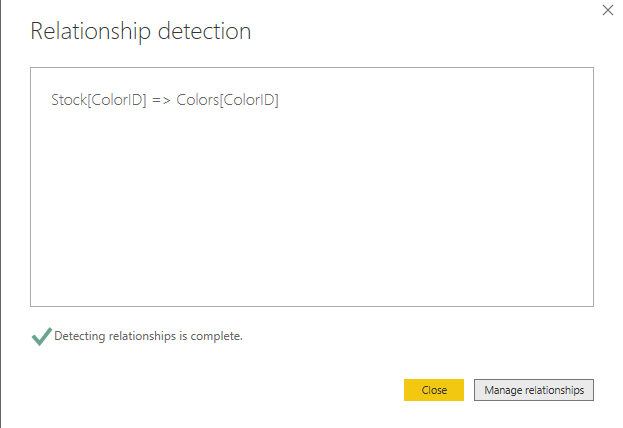 Relationship detection
Stock[ColorID] => Colors[ColorID]
Detecting relationships is complete.
Close
Manage relationships